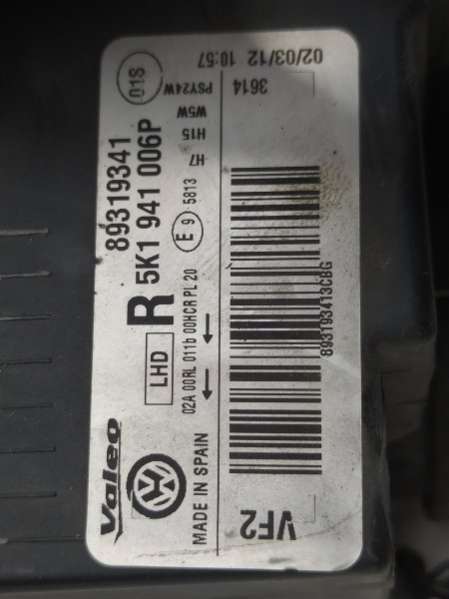 Valeo
MADE IN SPAIN
LHD
R
89319341
5K1 941 006P
02A 00RL 011b 00HCR PL 20
E 9 5813
H7 H15 W5W PSY24W
01S
3614
02/03/12 10:57
893193413CBG
VF2